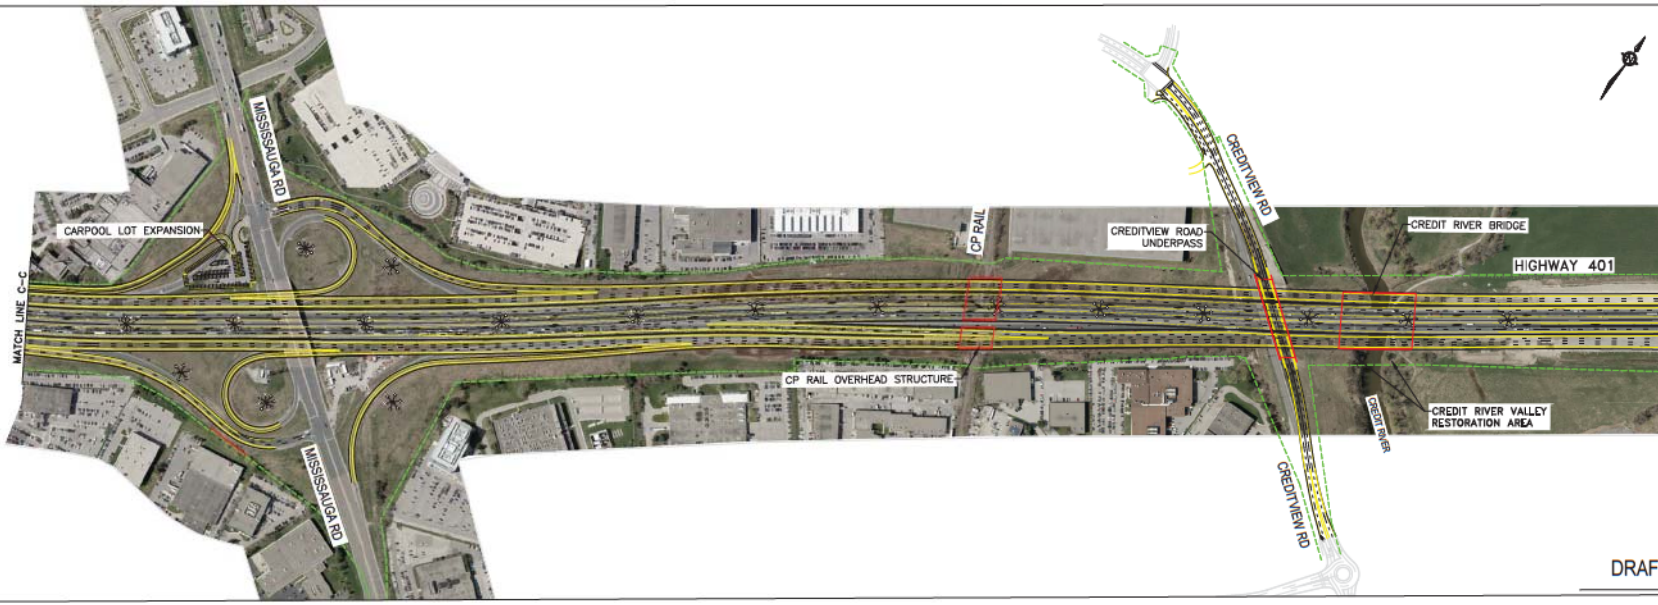 MISSISSAUGA RD
CARPOOL LOT EXPANSION
MATCH LINE C-C
MISSISSAUGA RD
CP RAIL
CP RAIL OVERHEAD STRUCTURE
CREDITVIEW RD
CREDITVIEW ROAD
UNDERPASS
CREDIT RIVER BRIDGE
HIGHWAY 401
CREDIT RIVER
CREDIT RIVER VALLEY
RESTORATION AREA
CREDITVIEW RD
DRAF